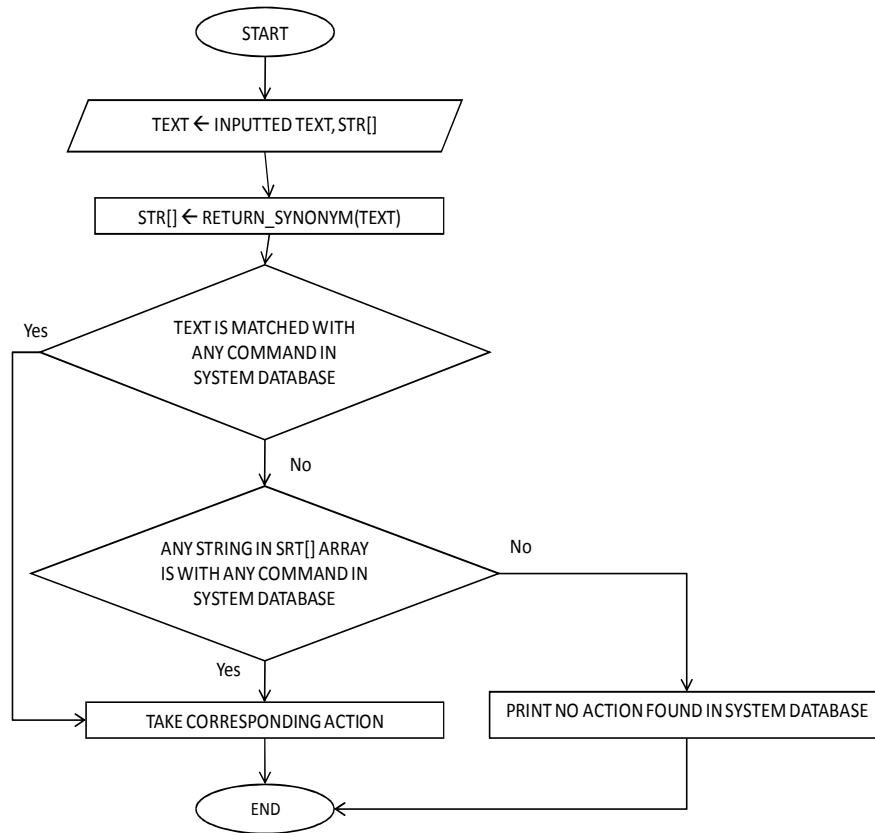 START
TEXT ← INPUTTED TEXT, STR[]
STR[] ← RETURN_SYNONYM(TEXT)
Yes
TEXT IS MATCHED WITH
ANY COMMAND IN
SYSTEM DATABASE
No
ANY STRING IN SRT[] ARRAY
IS WITH ANY COMMAND IN
SYSTEM DATABASE
No
Yes
TAKE CORRESPONDING ACTION
PRINT NO ACTION FOUND IN SYSTEM DATABASE
END